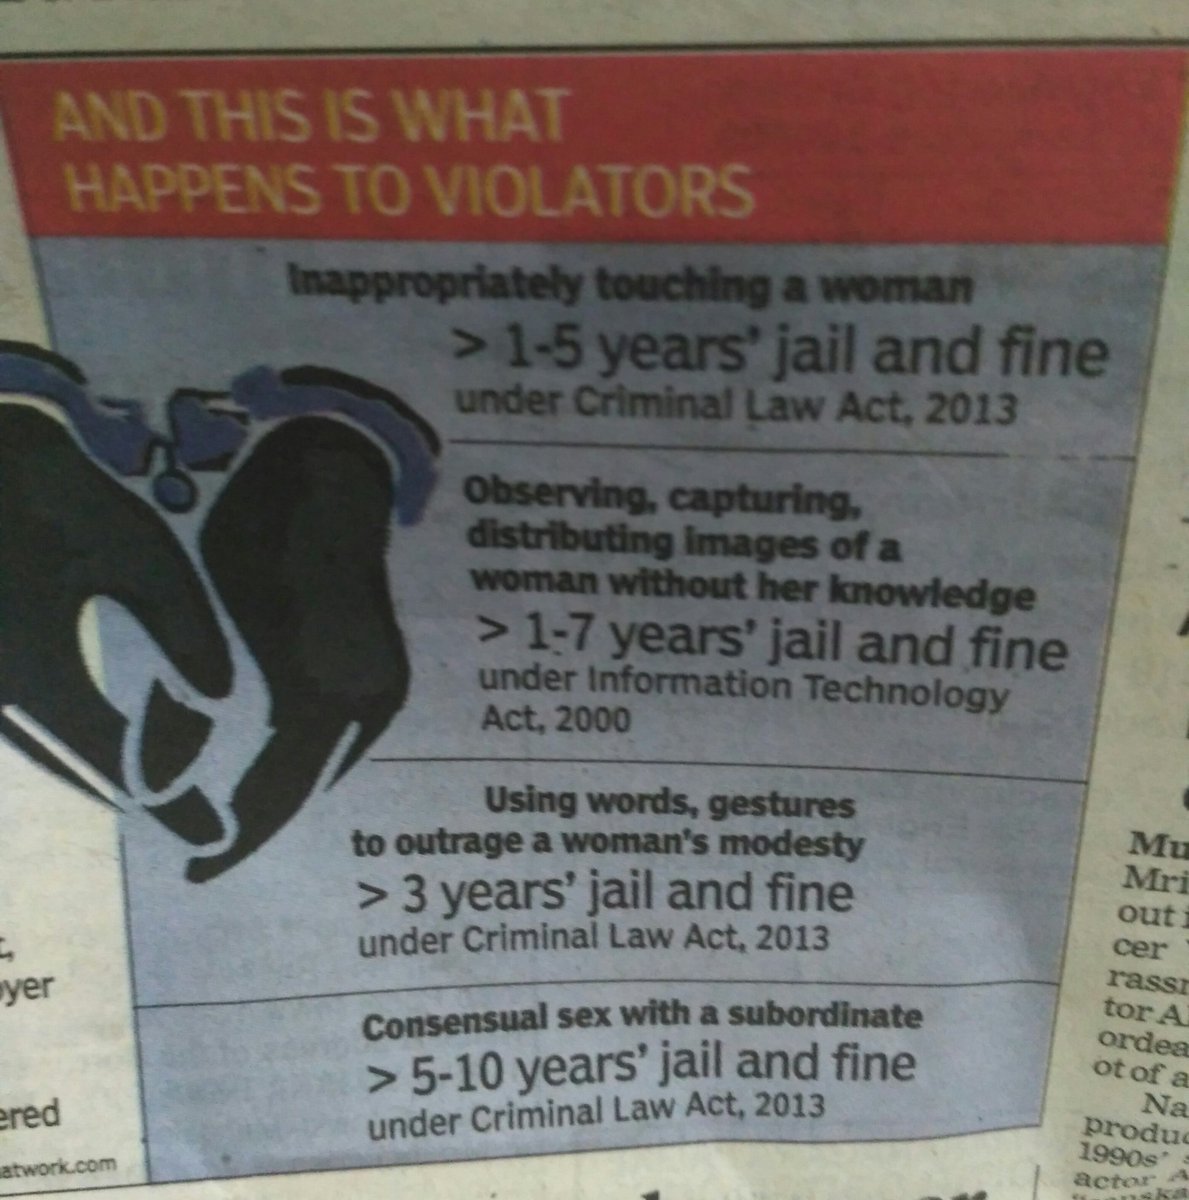 AND THIS IS WHAT
HAPPENS TO VIOLATORS
Inappropriately touching a woman
> 1-5 years' jail and fine
under Criminal Law Act, 2013
Observing, capturing,
distributing images of a
woman without her knowledge
> 1-7 years' jail and fine
under Information Technology
Act, 2000
Using words, gestures
to outrage a woman's modesty
> 3 years' jail and fine
under Criminal Law Act, 2013
Consensual sex with a subordinate
> 5-10 years' jail and fine
under Criminal Law Act, 2013
yer
ered
atwork.com
Mu
Mri
out i
cer
rassr
tor A
ordea
ot of a
Na
produc
1990s'
actor A